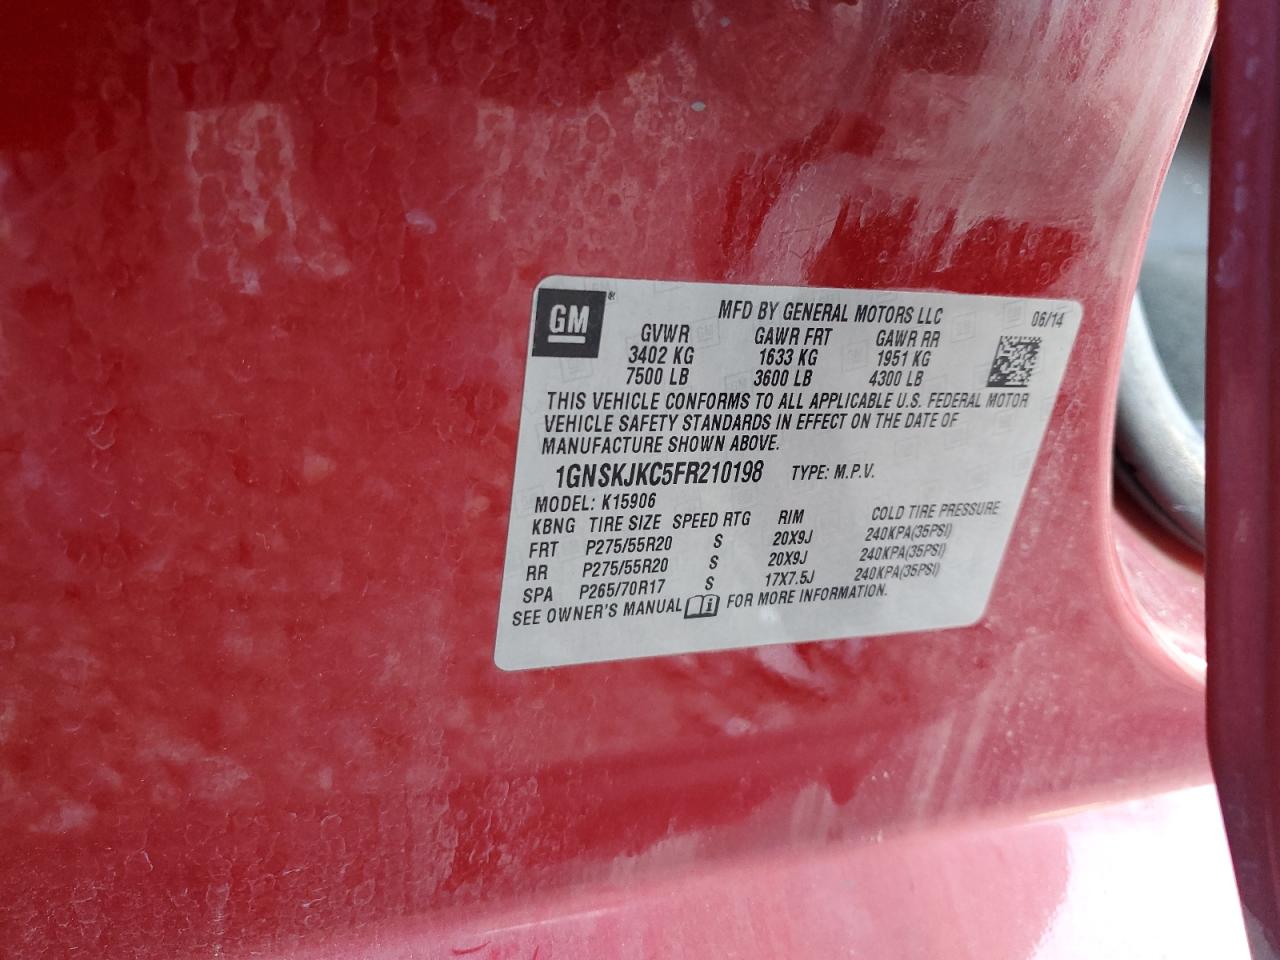 GM®
MFD BY GENERAL MOTORS LLC 06/14
GVWR GAWR FRT GAWR RR
3402 KG 1633 KG 1951 KG
7500 LB 3600 LB 4300 LB
THIS VEHICLE CONFORMS TO ALL APPLICABLE U.S. FEDERAL MOTOR
VEHICLE SAFETY STANDARDS IN EFFECT ON THE DATE OF
MANUFACTURE SHOWN ABOVE.
1GNSKJKC5FR210198 TYPE: M.P.V.
MODEL: K15906
KBNG TIRE SIZE SPEED RTG RIM COLD TIRE PRESSURE
FRT P275/55R20 S 20X9J 240KPA(35PSI)
RR P275/55R20 S 20X9J 240KPA(35PSI)
SPA P265/70R17 S 17X7.5J 240KPA(35PSI)
SEE OWNER'S MANUAL FOR MORE INFORMATION.